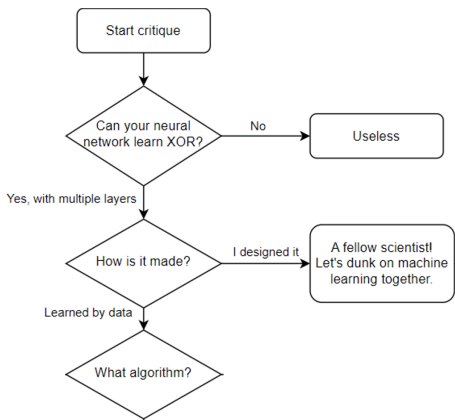 Start critique
Can your neural
network learn XOR?
No
Useless
Yes, with multiple layers
How is it made?
I designed it
A fellow scientist!
Let's dunk on machine
learning together.
Learned by data
What algorithm?